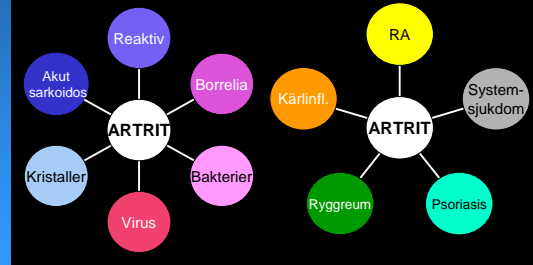 Reaktiv
Akut
sarkoidos
Borrelia
ARTRIT
Kristaller
Bakterier
Virus
RA
Kärlinfl.
System-
sjukdom
ARTRIT
Ryggreum
Psoriasis